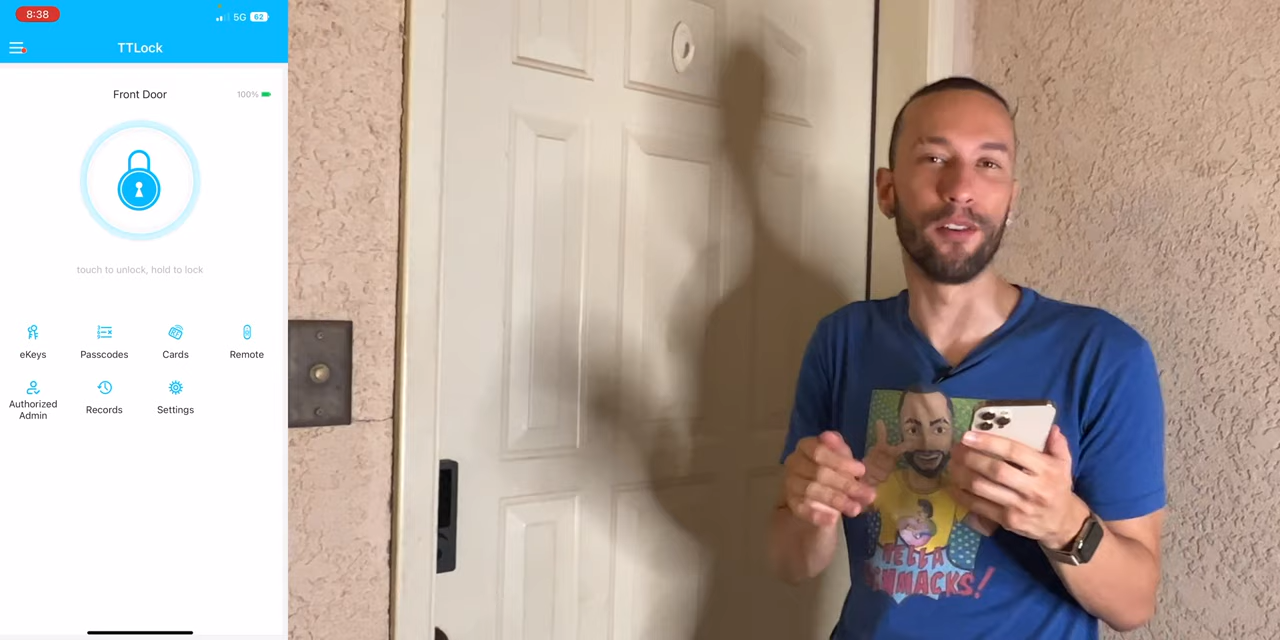 8:38
5G 62
TTLock
Front Door
100%
touch to unlock, hold to lock
eKeys
Passcodes
Cards
Remote
Authorized
Admin
Records
Settings
HELLA